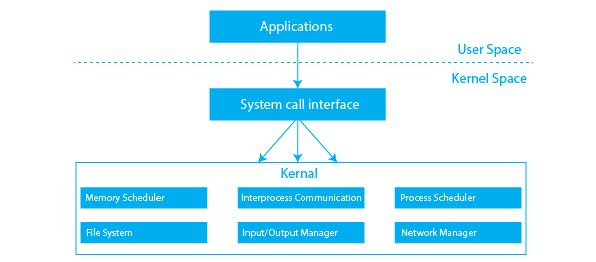 Applications
User Space
Kernel Space
System call interface
Kernal
Memory Scheduler
Interprocess Communication
Process Scheduler
File System
Input/Output Manager
Network Manager